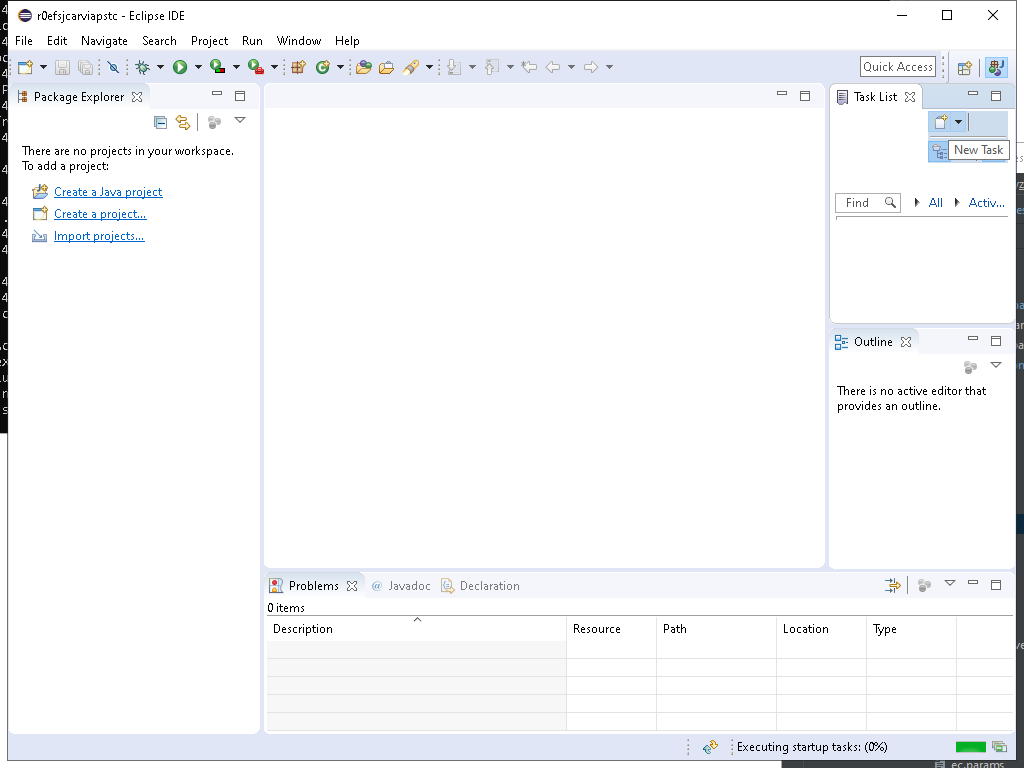 r0efsjcarviapstc - Eclipse IDE
File Edit Navigate Search Project Run Window Help
Quick Access
Package Explorer
There are no projects in your workspace.
To add a project:
Create a Java project
Create a project...
Import projects...
Task List
New Task
Find All Activ...
Outline
There is no active editor that
provides an outline.
Problems @ Javadoc Declaration
0 items
Description Resource Path Location Type
Executing startup tasks: (0%)
ec.params